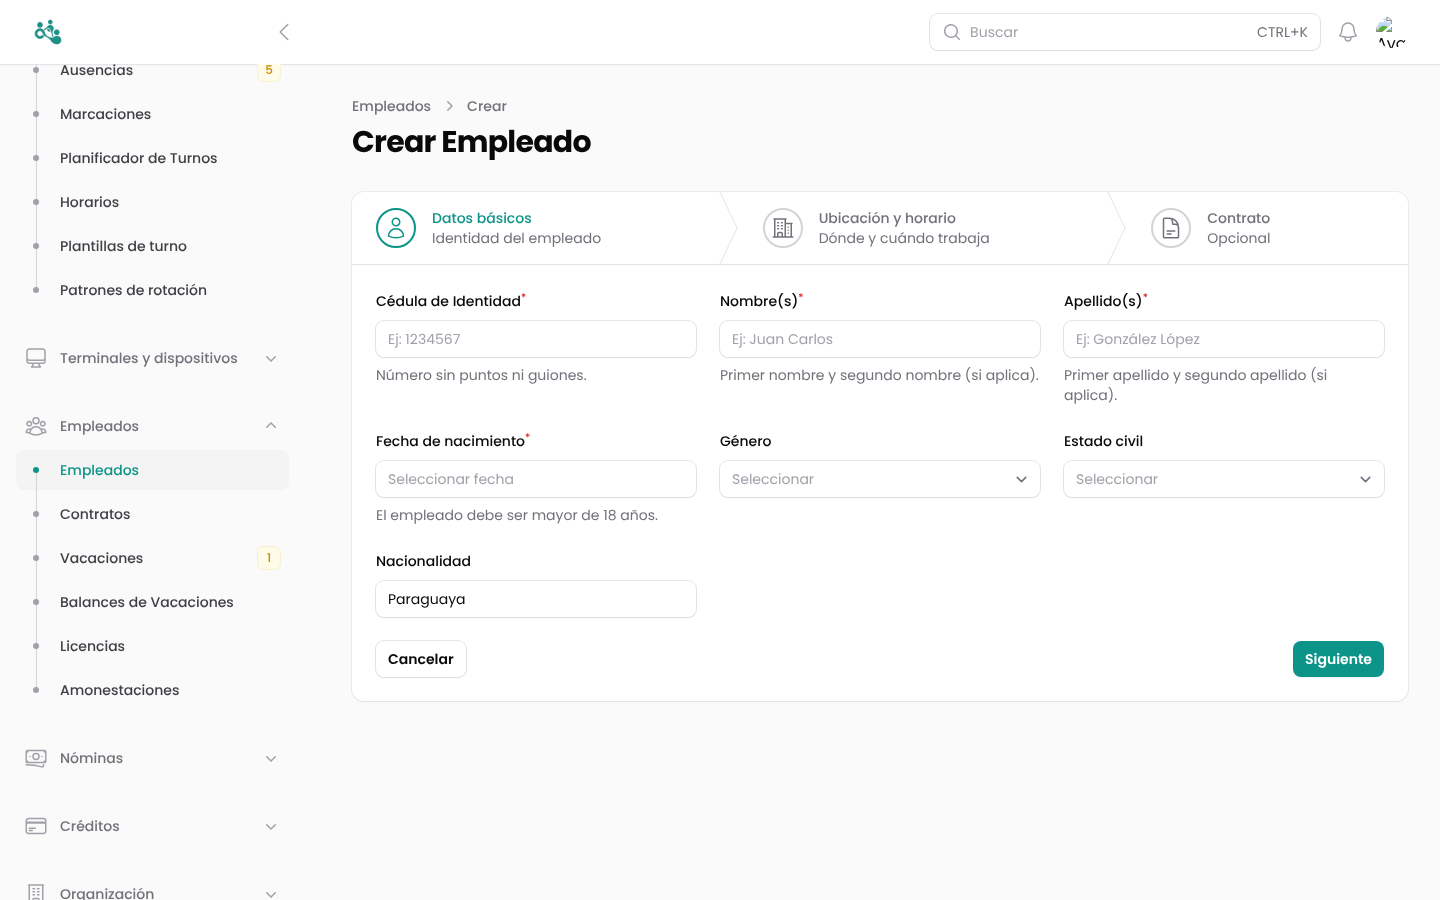 Buscar
CTRL+K
Ausencias
5
Marcaciones
Planificador de Turnos
Horarios
Plantillas de turno
Patrones de rotación
Terminales y dispositivos
Empleados
Empleados
Contratos
Vacaciones
1
Balances de Vacaciones
Licencias
Amonestaciones
Nóminas
Créditos
Organización
Empleados
Crear
Crear Empleado
Datos básicos
Identidad del empleado
Ubicación y horario
Dónde y cuándo trabaja
Contrato
Opcional
Cédula de Identidad*
Ej: 1234567
Número sin puntos ni guiones.
Nombre(s)*
Ej: Juan Carlos
Primer nombre y segundo nombre (si aplica).
Apellido(s)*
Ej: González López
Primer apellido y segundo apellido (si
aplica).
Fecha de nacimiento*
Seleccionar fecha
El empleado debe ser mayor de 18 años.
Género
Seleccionar
Estado civil
Seleccionar
Nacionalidad
Paraguaya
Cancelar
Siguiente